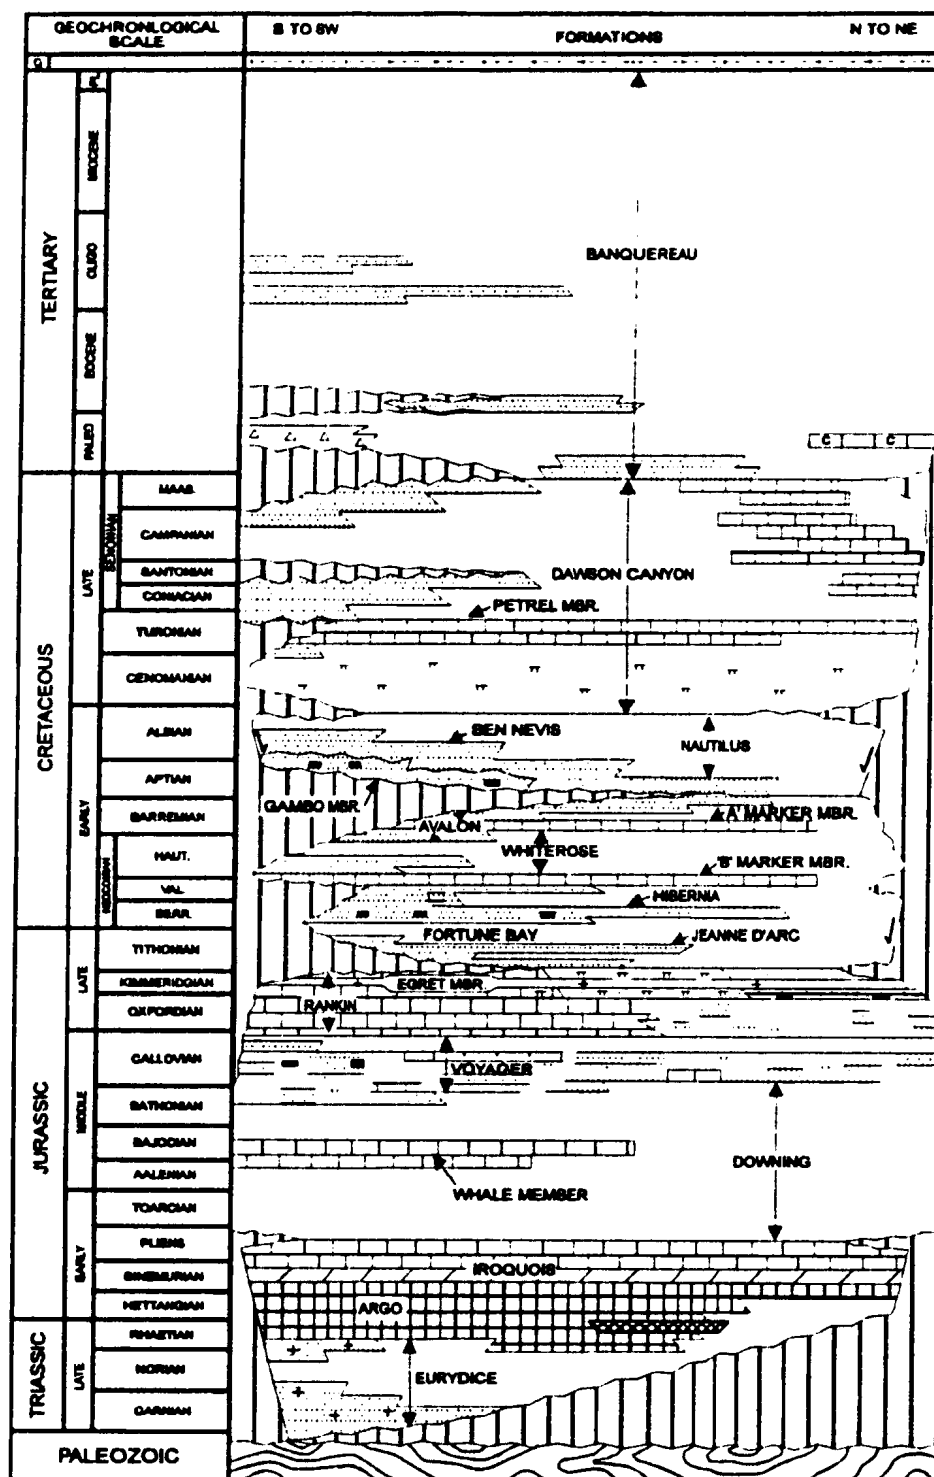 GEOCHRONLOGICAL
SCALE
S TO SW
FORMATIONS
N TO NE
Q
TERTIARY
PL
MIOCENE
OLIGO
EOCENE
PALEO
BANQUEREAU
C C
CRETACEOUS
LATE
SENONIAN
MAAS.
CAMPANIAN
SANTONIAN
CONIACIAN
TURONIAN
CENOMANIAN
DAWSON CANYON
PETREL MBR.
EARLY
NEOCOMIAN
ALBIAN
APTIAN
BARREMIAN
HAUT.
VAL
BERR.
BEN NEVIS
NAUTILUS
GAMBO MBR.
AVALON
'A' MARKER MBR.
WHITEROSE
'B' MARKER MBR.
HIBERNIA
FORTUNE BAY
JEANNE D'ARC
JURASSIC
LATE
TITHONIAN
KIMMERIDGIAN
OXFORDIAN
EGRET MBR.
RANKIN
MIDDLE
CALLOVIAN
BATHONIAN
BAJOCIAN
AALENIAN
VOYAGER
DOWNING
WHALE MEMBER
EARLY
TOARCIAN
PLIENS
SINEMURIAN
HETTANGIAN
IROQUOIS
ARGO
TRIASSIC
LATE
RHAETIAN
NORIAN
CARNIAN
EURYDICE
PALEOZOIC